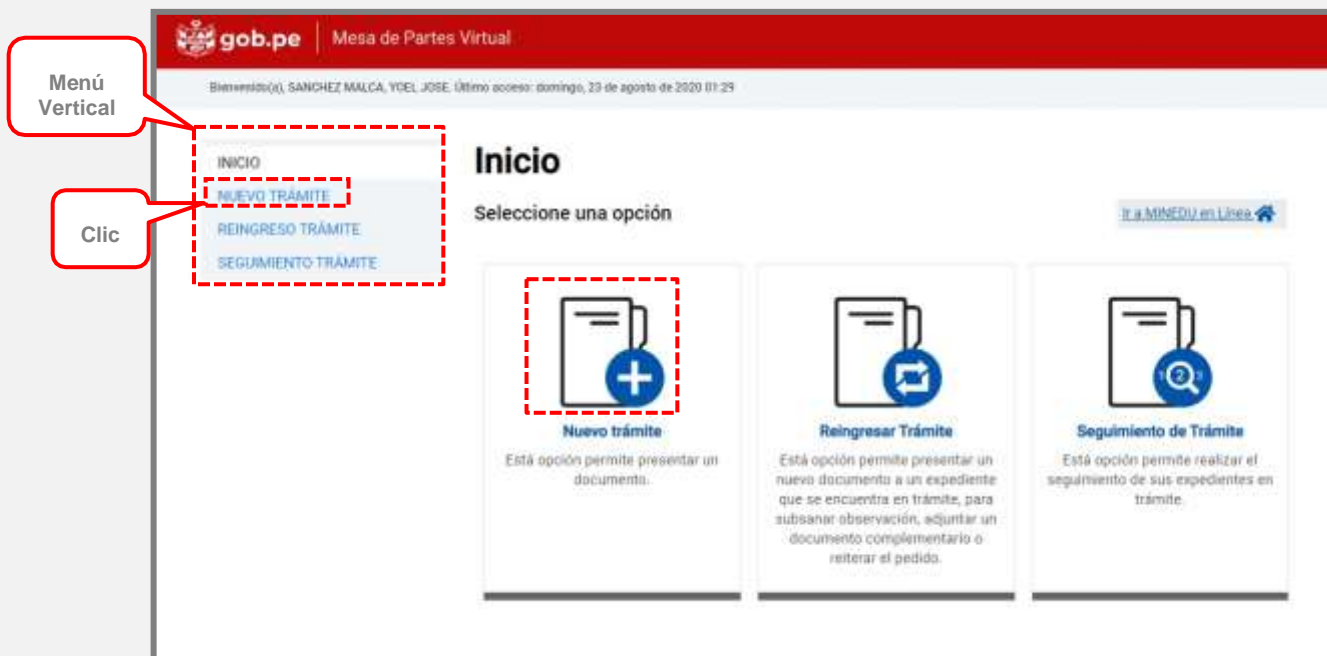 gob.pe Mesa de Partes Virtual
Bienvenido(a), SANCHEZ MALCA, YOEL JOSE. Último acceso: domingo, 23 de agosto de 2020 01:29
Menú
Vertical
INICIO
NUEVO TRÁMITE
REINGRESO TRÁMITE
SEGUIMIENTO TRÁMITE
Clic
Inicio
Seleccione una opción
Ir a MINEDU en Línea
Nuevo trámite
Está opción permite presentar un
documento.
Reingresar Trámite
Está opción permite presentar un
nuevo documento a un expediente
que se encuentra en trámite, para
subsanar observación, adjuntar un
documento complementario o
reiterar el pedido.
1 2 3
Seguimiento de Trámite
Está opción permite realizar el
seguimiento de sus expedientes en
trámite.